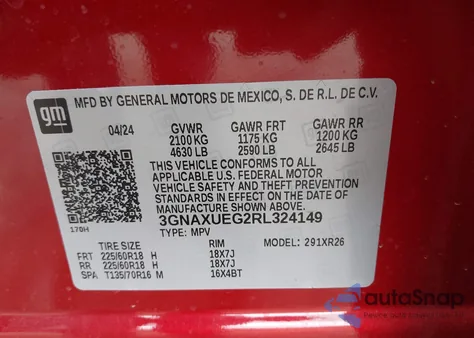 gm
MFD BY GENERAL MOTORS DE MEXICO, S. DE R.L. DE C.V.
04/24 GVWR GAWR FRT GAWR RR
2100 KG 1175 KG 1200 KG
4630 LB 2590 LB 2645 LB
THIS VEHICLE CONFORMS TO ALL
APPLICABLE U.S. FEDERAL MOTOR
VEHICLE SAFETY AND THEFT PREVENTION
STANDARDS IN EFFECT ON THE DATE OF
MANUFACTURE SHOWN ABOVE.
3GNAXUEG2RL324149
170H TYPE: MPV MODEL: 291XR26
TIRE SIZE RIM
FRT 225/60R18 H 18X7J
RR 225/60R18 H 18X7J
SPA T135/70R16 M 16X4BT
autoSnap